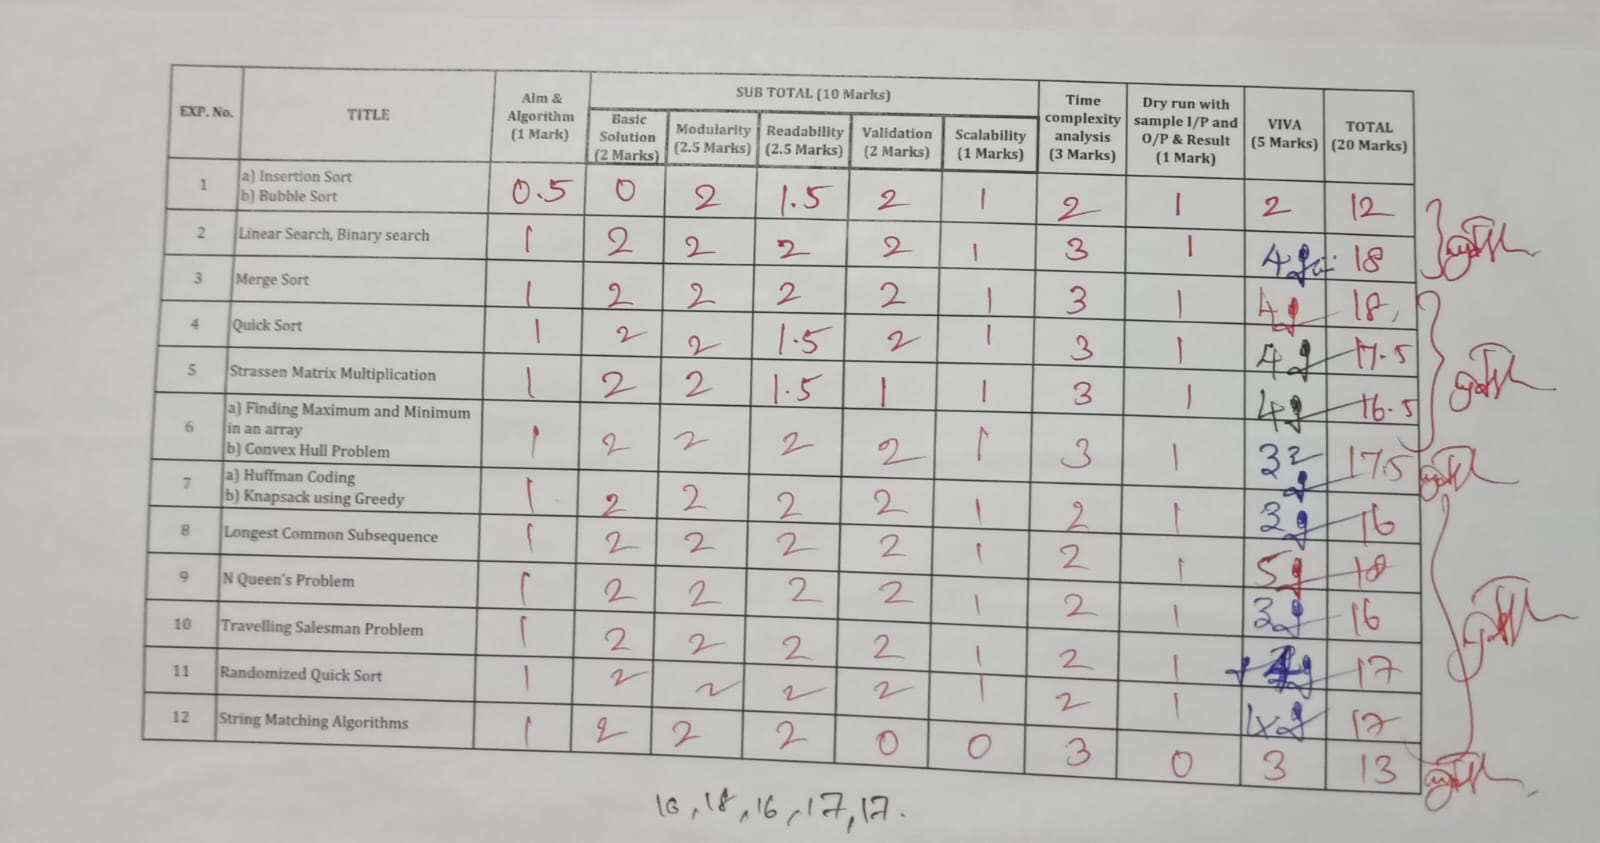 EXP. No. TITLE Aim & Algorithm (1 Mark) SUB TOTAL (10 Marks) Time complexity analysis (3 Marks) Dry run with sample I/P and O/P & Result (1 Mark) VIVA (5 Marks) TOTAL (20 Marks)
Basic Solution (2 Marks) Modularity (2.5 Marks) Readability (2.5 Marks) Validation (2 Marks) Scalability (1 Marks)
1 a) Insertion Sort
b) Bubble Sort 0.5 0 2 1.5 2 1 2 1 2 12
2 Linear Search, Binary search 1 2 2 2 2 1 3 1 4 18
3 Merge Sort 1 2 2 2 2 1 3 1 4 18
4 Quick Sort 1 2 2 1.5 2 1 3 1 4 17.5
5 Strassen Matrix Multiplication 1 2 2 1.5 1 1 3 1 4 16.5
6 a) Finding Maximum and Minimum
in an array
b) Convex Hull Problem 1 2 2 2 2 1 3 1 17.5
7 a) Huffman Coding
b) Knapsack using Greedy 1 2 2 2 2 1 2 1 3 16
8 Longest Common Subsequence 1 2 2 2 2 1 2 1 5 18
9 N Queen's Problem 1 2 2 2 2 1 2 1 3 16
10 Travelling Salesman Problem 1 2 2 2 2 1 2 1 17
11 Randomized Quick Sort 1 2 2 2 2 1 2 1 4 17
12 String Matching Algorithms 1 2 2 2 0 0 3 0 3 13
16, 18, 16, 17, 17.